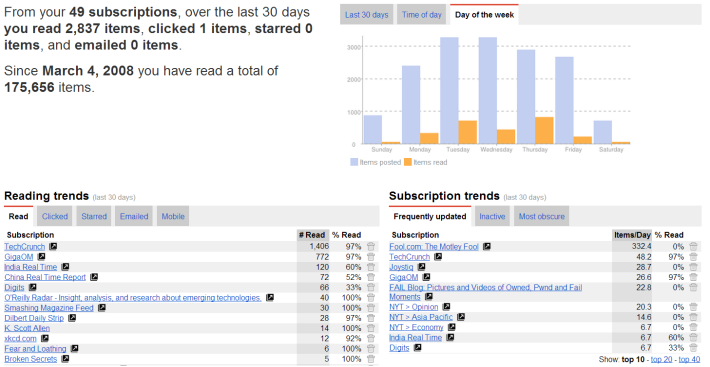 From your 49 subscriptions, over the last 30 days
you read 2,837 items, clicked 1 items, starred 0
items, and emailed 0 items.
Since March 4, 2008 you have read a total of
175,656 items.
Last 30 days Time of day Day of the week
3000
2000
1000
0
Sunday Monday Tuesday Wednesday Thursday Friday Saturday
Items posted Items read
Reading trends (last 30 days)
Read Clicked Starred Emailed Mobile
Subscription # Read % Read
TechCrunch 1,406 97%
GigaOM 772 97%
India Real Time 120 60%
China Real Time Report 72 52%
Digits 66 33%
O'Reilly Radar - Insight, analysis, and research about emerging technologies. 40 100%
Smashing Magazine Feed 30 100%
Dilbert Daily Strip 28 97%
K. Scott Allen 14 100%
xkcd.com 12 92%
Fear and Loathing 6 100%
Broken Secrets 5 100%
Subscription trends (last 30 days)
Frequently updated Inactive Most obscure
Subscription Items/Day % Read
Fool.com: The Motley Fool 332.4 0%
TechCrunch 48.2 97%
Joystiq 28.7 0%
GigaOM 26.6 97%
FAIL Blog: Pictures and Videos of Owned, Pwnd and Fail 22.8 0%
Moments
NYT > Opinion 20.3 0%
NYT > Asia Pacific 14.6 0%
NYT > Economy 6.7 0%
India Real Time 6.7 60%
Digits 6.7 33%
Show: top 10 - top 20 - top 40